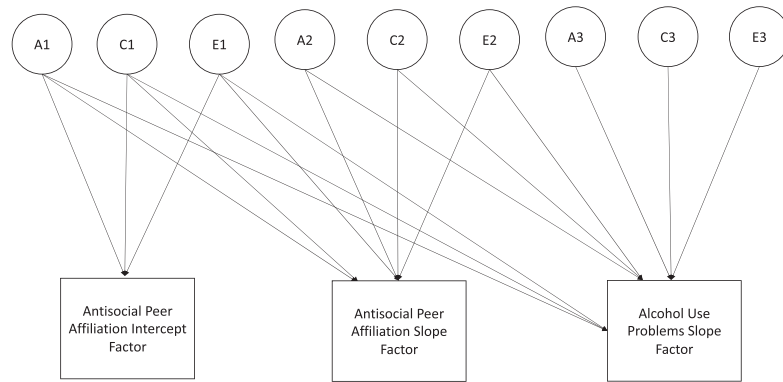 A1
C1
E1
A2
C2
E2
A3
C3
E3
Antisocial Peer
Affiliation Intercept
Factor
Antisocial Peer
Affiliation Slope
Factor
Alcohol Use
Problems Slope
Factor